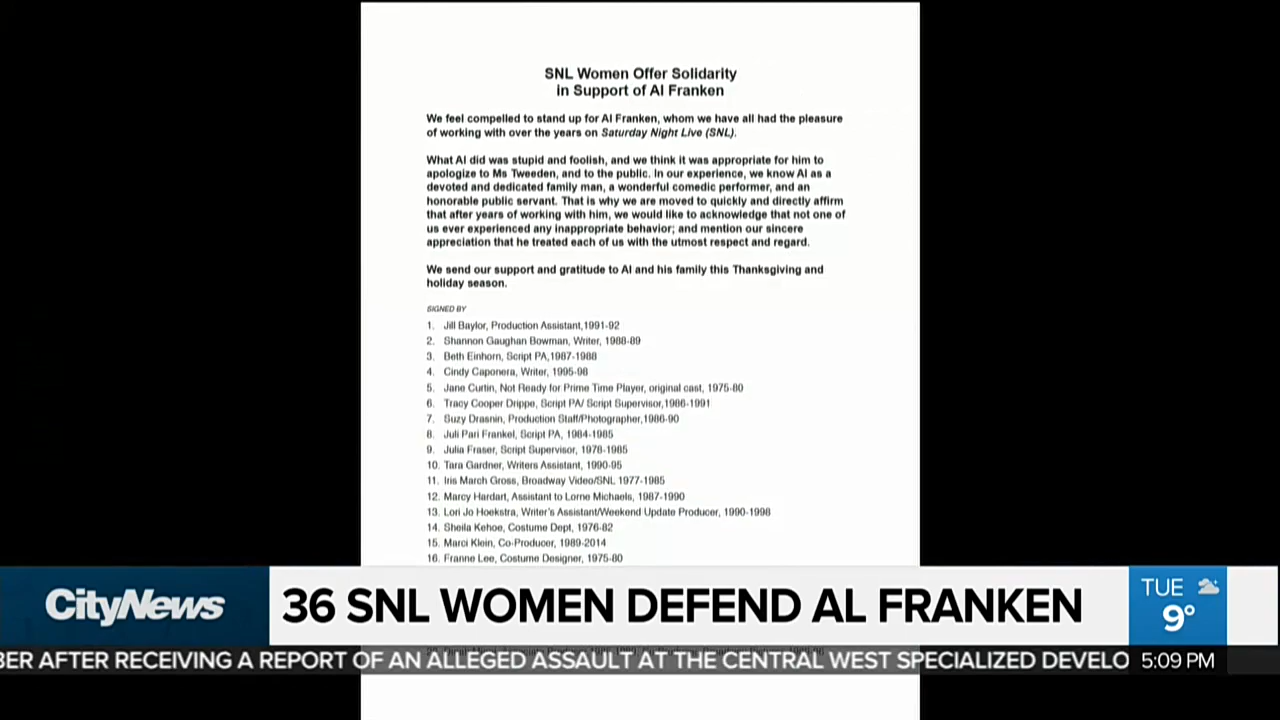 SNL Women Offer Solidarity
in Support of Al Franken
We feel compelled to stand up for Al Franken, whom we have all had the pleasure
of working with over the years on Saturday Night Live (SNL).
What Al did was stupid and foolish, and we think it was appropriate for him to
apologize to Ms Tweeden, and to the public. In our experience, we know Al as a
devoted and dedicated family man, a wonderful comedic performer, and an
honorable public servant. That is why we are moved to quickly and directly affirm
that after years of working with him, we would like to acknowledge that not one of
us ever experienced any inappropriate behavior; and mention our sincere
appreciation that he treated each of us with the utmost respect and regard.
We send our support and gratitude to Al and his family this Thanksgiving and
holiday season.
SIGNED BY
1. Jill Baylor, Production Assistant,1991-92
2. Shannon Gaughan Bowman, Writer, 1988-89
3. Beth Einhorn, Script PA,1987-1988
4. Cindy Caponera, Writer, 1995-98
5. Jane Curtin, Not Ready for Prime Time Player, original cast, 1975-80
6. Tracy Cooper Drippe, Script PA/ Script Supervisor,1986-1991
7. Suzy Drasnin, Production Staff/Photographer,1986-90
8. Juli Pari Frankel, Script PA, 1984-1985
9. Julia Fraser, Script Supervisor, 1978-1985
10. Tara Gardner, Writers Assistant, 1990-95
11. Iris March Gross, Broadway Video/SNL 1977-1985
12. Marcy Hardart, Assistant to Lorne Michaels, 1987-1990
13. Lori Jo Hoekstra, Writer's Assistant/Weekend Update Producer, 1990-1998
14. Sheila Kehoe, Costume Dept, 1976-82
15. Marci Klein, Co-Producer, 1989-2014
16. Franne Lee, Costume Designer, 1975-80
CityNews
36 SNL WOMEN DEFEND AL FRANKEN
TUE
9°
BER AFTER RECEIVING A REPORT OF AN ALLEGED ASSAULT AT THE CENTRAL WEST SPECIALIZED DEVELO
5:09 PM